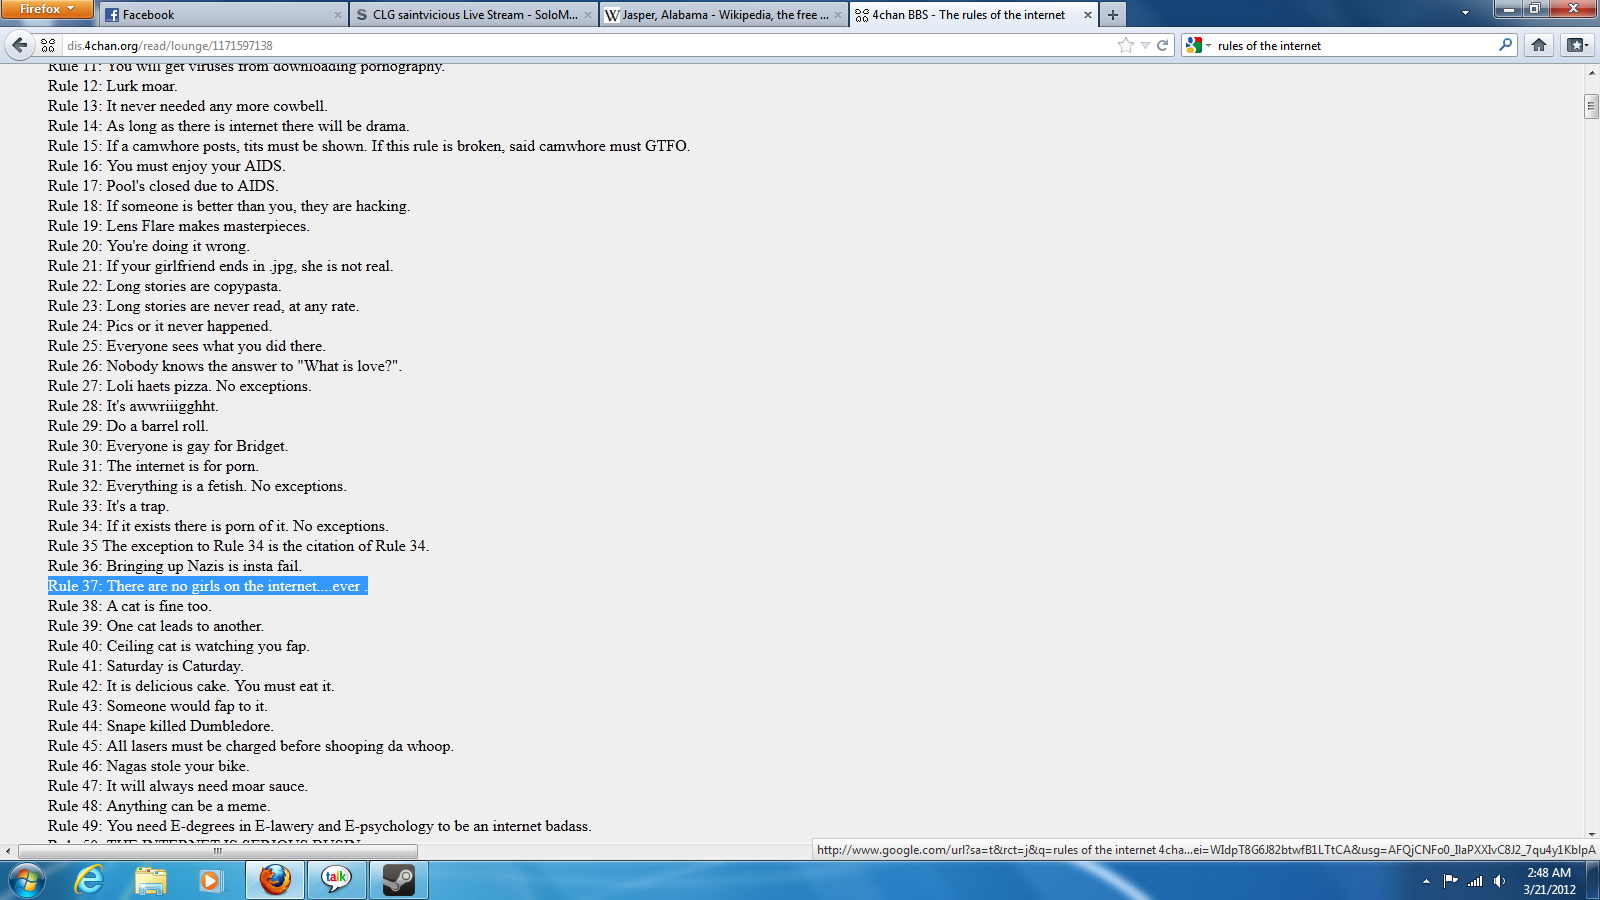 Firefox
Facebook
CLG saintvicious Live Stream - SoloM...
Jasper, Alabama - Wikipedia, the free ...
4chan BBS - The rules of the internet
dis.4chan.org/read/lounge/1171597138
rules of the internet
Rule 11: You will get viruses from downloading pornography.
Rule 12: Lurk moar.
Rule 13: It never needed any more cowbell.
Rule 14: As long as there is internet there will be drama.
Rule 15: If a camwhore posts, tits must be shown. If this rule is broken, said camwhore must GTFO.
Rule 16: You must enjoy your AIDS.
Rule 17: Pool's closed due to AIDS.
Rule 18: If someone is better than you, they are hacking.
Rule 19: Lens Flare makes masterpieces.
Rule 20: You're doing it wrong.
Rule 21: If your girlfriend ends in .jpg, she is not real.
Rule 22: Long stories are copypasta.
Rule 23: Long stories are never read, at any rate.
Rule 24: Pics or it never happened.
Rule 25: Everyone sees what you did there.
Rule 26: Nobody knows the answer to "What is love?".
Rule 27: Loli haets pizza. No exceptions.
Rule 28: It's awwriiigghht.
Rule 29: Do a barrel roll.
Rule 30: Everyone is gay for Bridget.
Rule 31: The internet is for porn.
Rule 32: Everything is a fetish. No exceptions.
Rule 33: It's a trap.
Rule 34: If it exists there is porn of it. No exceptions.
Rule 35 The exception to Rule 34 is the citation of Rule 34.
Rule 36: Bringing up Nazis is insta fail.
Rule 37: There are no girls on the internet....ever .
Rule 38: A cat is fine too.
Rule 39: One cat leads to another.
Rule 40: Ceiling cat is watching you fap.
Rule 41: Saturday is Caturday.
Rule 42: It is delicious cake. You must eat it.
Rule 43: Someone would fap to it.
Rule 44: Snape killed Dumbledore.
Rule 45: All lasers must be charged before shooping da whoop.
Rule 46: Nagas stole your bike.
Rule 47: It will always need moar sauce.
Rule 48: Anything can be a meme.
Rule 49: You need E-degrees in E-lawery and E-psychology to be an internet badass.
Rule 50: THE INTERNET IS SERIOUS BUSIN
http://www.google.com/url?sa=t&rct=j&q=rules of the internet 4cha...ei=WIdpT8G6J82btwfB1LTtCA&usg=AFQjCNFo0_IIaPXXIvC8J2_7qu4y1KbIpA
talk
2:48 AM
3/21/2012